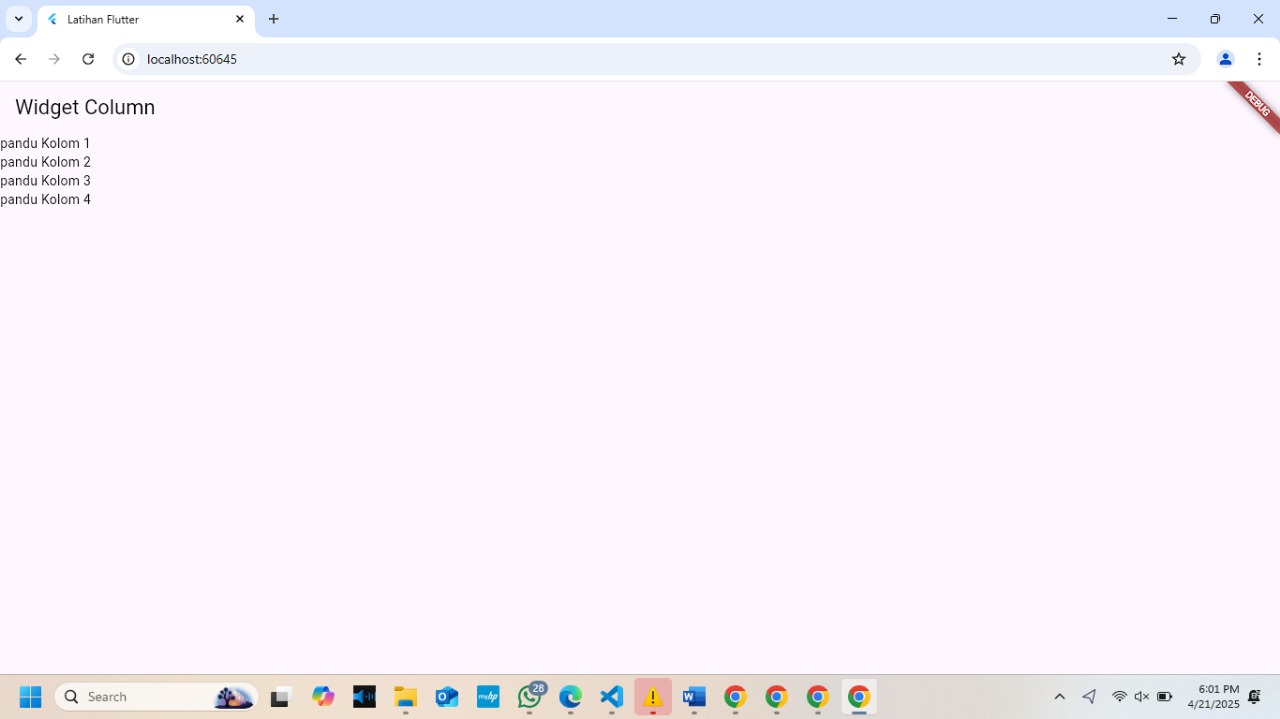 Latihan Flutter
localhost:60645
DEBUG
Widget Column
pandu Kolom 1
pandu Kolom 2
pandu Kolom 3
pandu Kolom 4
Search
myhp
28
6:01 PM
4/21/2025